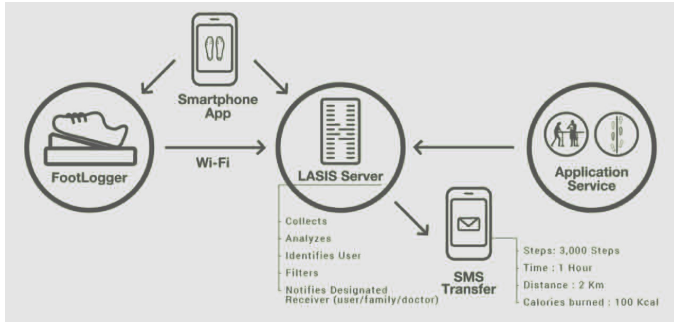 Smartphone
App
FootLogger
Wi-Fi
LASIS Server
Application
Service
Collects
Analyzes
Identifies User
Filters
Notifies Designated
Receiver (user/family/doctor)
SMS
Transfer
Steps: 3,000 Steps
Time : 1 Hour
Distance : 2 Km
Calories burned : 100 Kcal